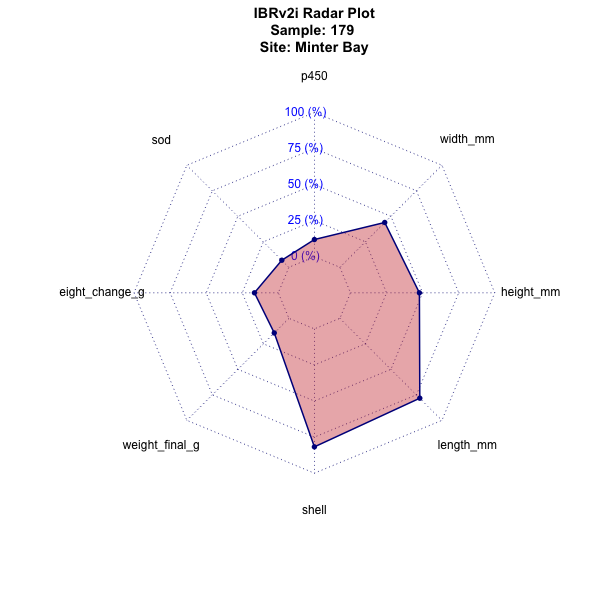 IBRv2i Radar Plot
Sample: 179
Site: Minter Bay
p450
100 (%)
sod
width_mm
75 (%)
50 (%)
25 (%)
0 (%)
eight_change_g
height_mm
weight_final_g
length_mm
shell